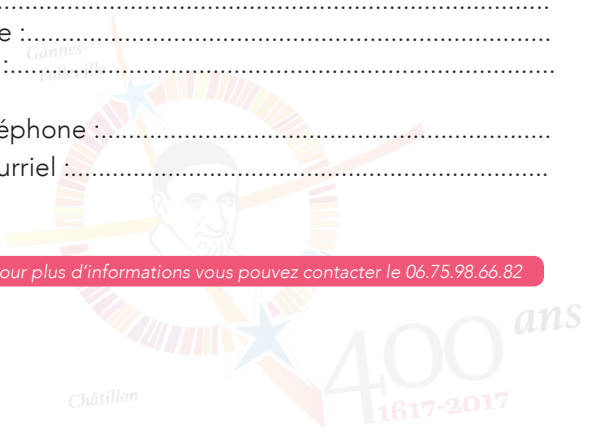 ...............................................................................
e :...............................................................................
Gannes-
Folleville
:...............................................................................
éphone :..................................................................
urriel :......................................................................
our plus d'informations vous pouvez contacter le 06.75.98.66.82
400 ans
1617-2017
Châtillon